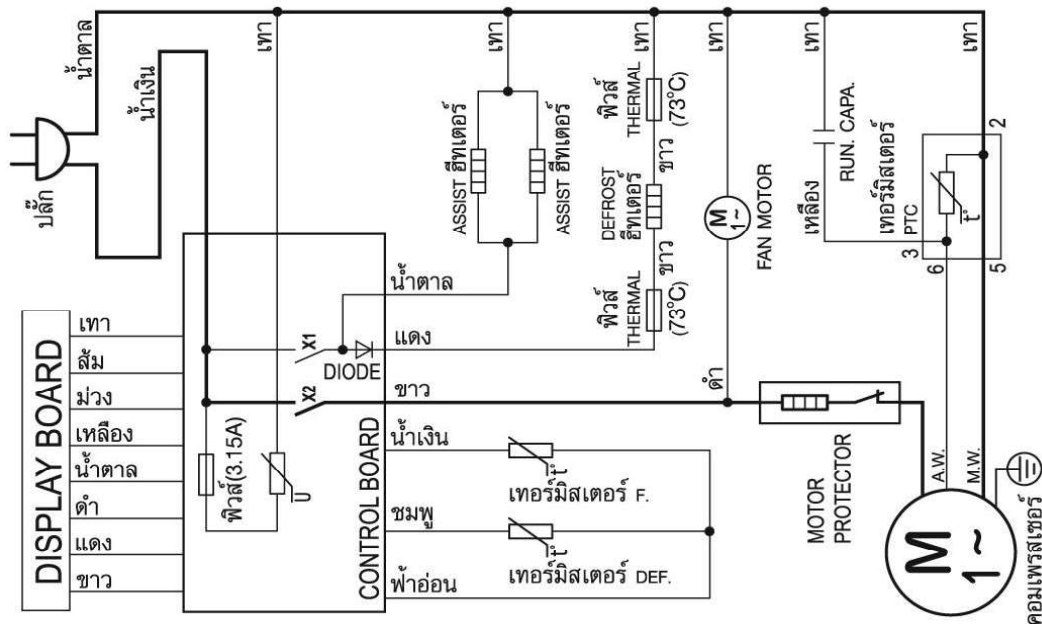 ปลั๊ก
น้ำตาล
น้ำเงิน
เทา
เทา
เทา
เทา
เทา
เทา
DISPLAY BOARD
เทา
ส้ม
ม่วง
เหลือง
น้ำตาล
ดำ
แดง
ขาว
CONTROL BOARD
ฟิวส์(3.15A)
U
X1
X2
DIODE
น้ำตาล
แดง
ขาว
น้ำเงิน
ชมพู
ฟ้าอ่อน
ASSIST ฮีทเตอร์
ASSIST ฮีทเตอร์
ฟิวส์
THERMAL
(73°C)
ขาว
DEFROST
ฮีทเตอร์
ขาว
ฟิวส์
THERMAL
(73°C)
M
1~
FAN MOTOR
ดำ
RUN. CAPA.
เหลือง
เทอร์มิสเตอร์
PTC
t°
2
3
6
5
t°
เทอร์มิสเตอร์ F.
t°
เทอร์มิสเตอร์ DEF.
MOTOR
PROTECTOR
A.W.
M.W.
M
1~
คอมเพรสเซอร์